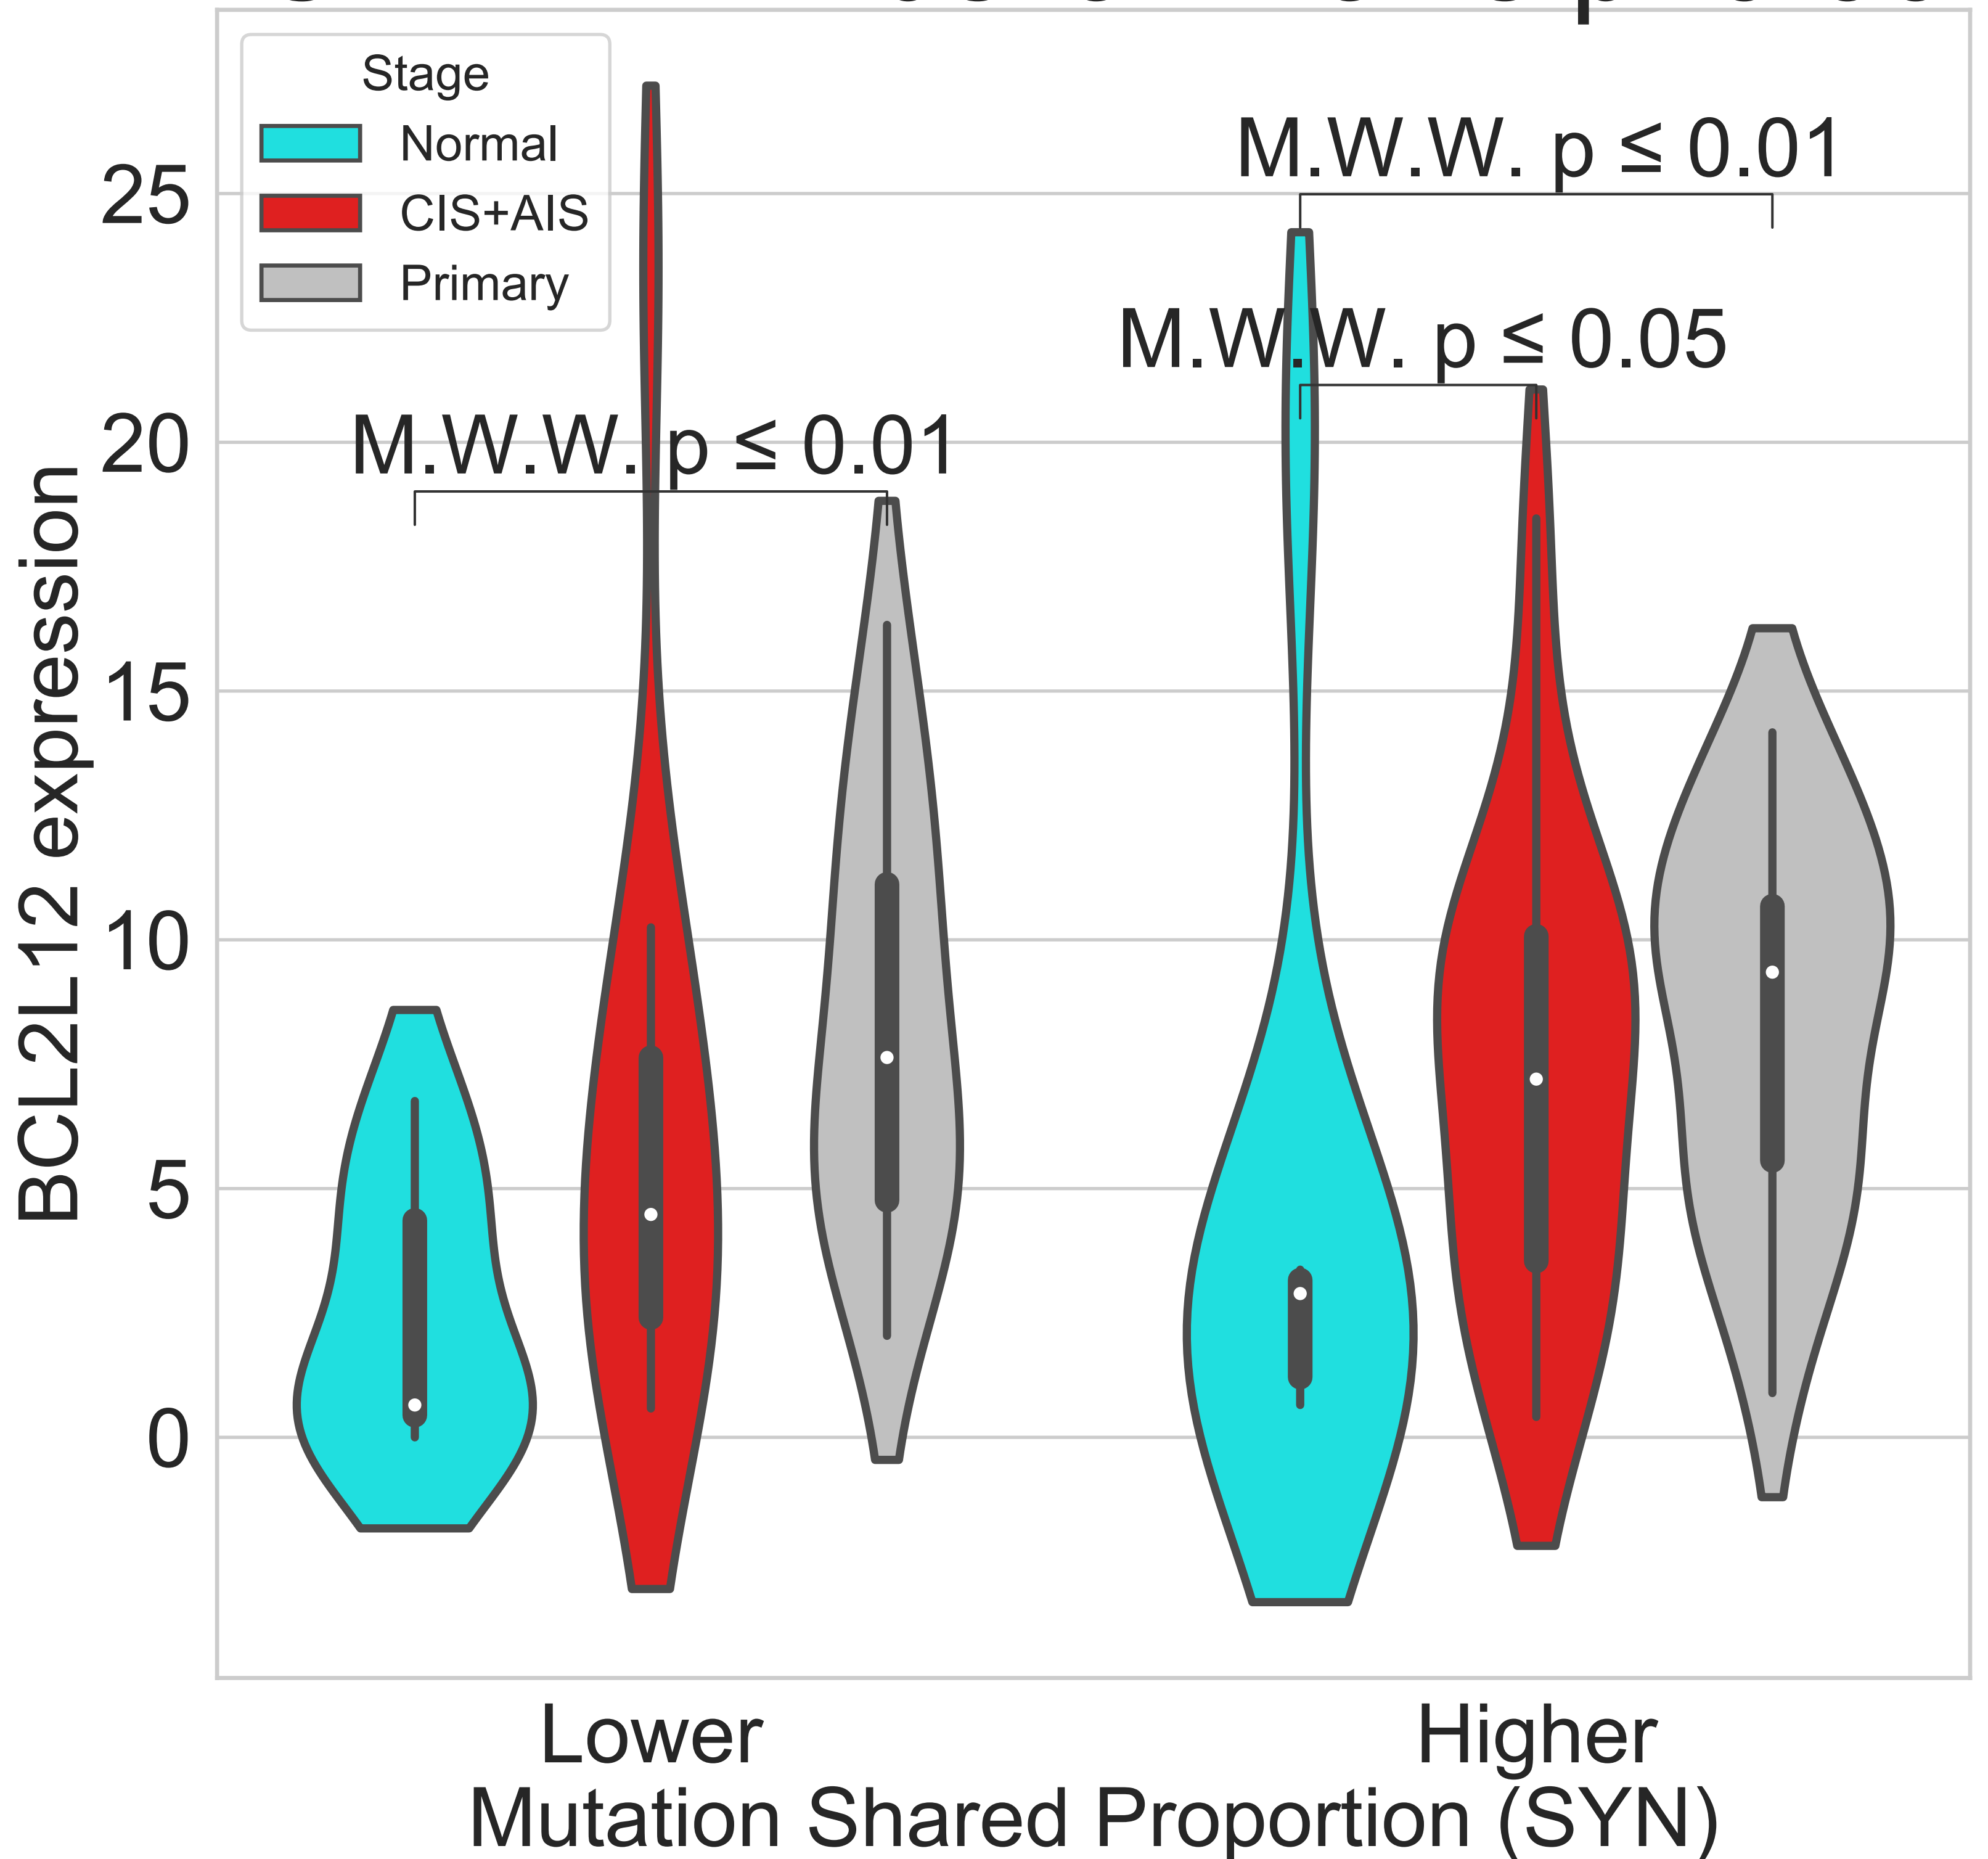 Stage
Normal
CIS+AIS
Primary
M.W.W. p ≤ 0.01
M.W.W. p ≤ 0.05
M.W.W. p ≤ 0.01
25
20
15
10
5
0
BCL2L12 expression
Lower
Higher
Mutation Shared Proportion (SYN)